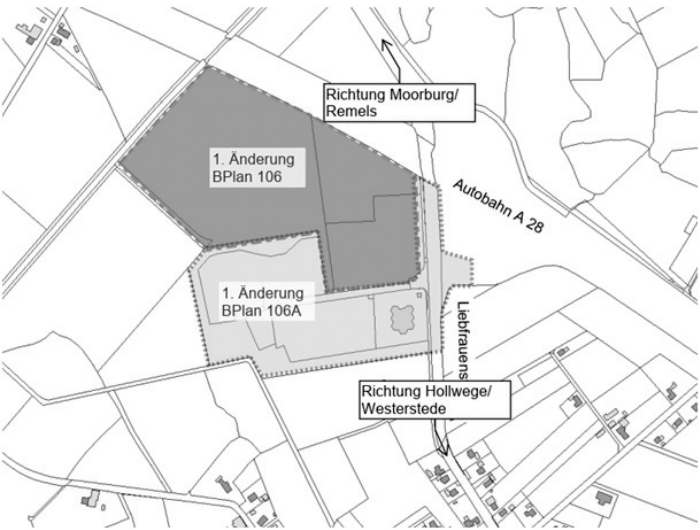 Richtung Moorburg/
Remels
1. Änderung
BPlan 106
Autobahn A 28
1. Änderung
BPlan 106A
Liebfrauens
Richtung Hollwege/
Westerstede